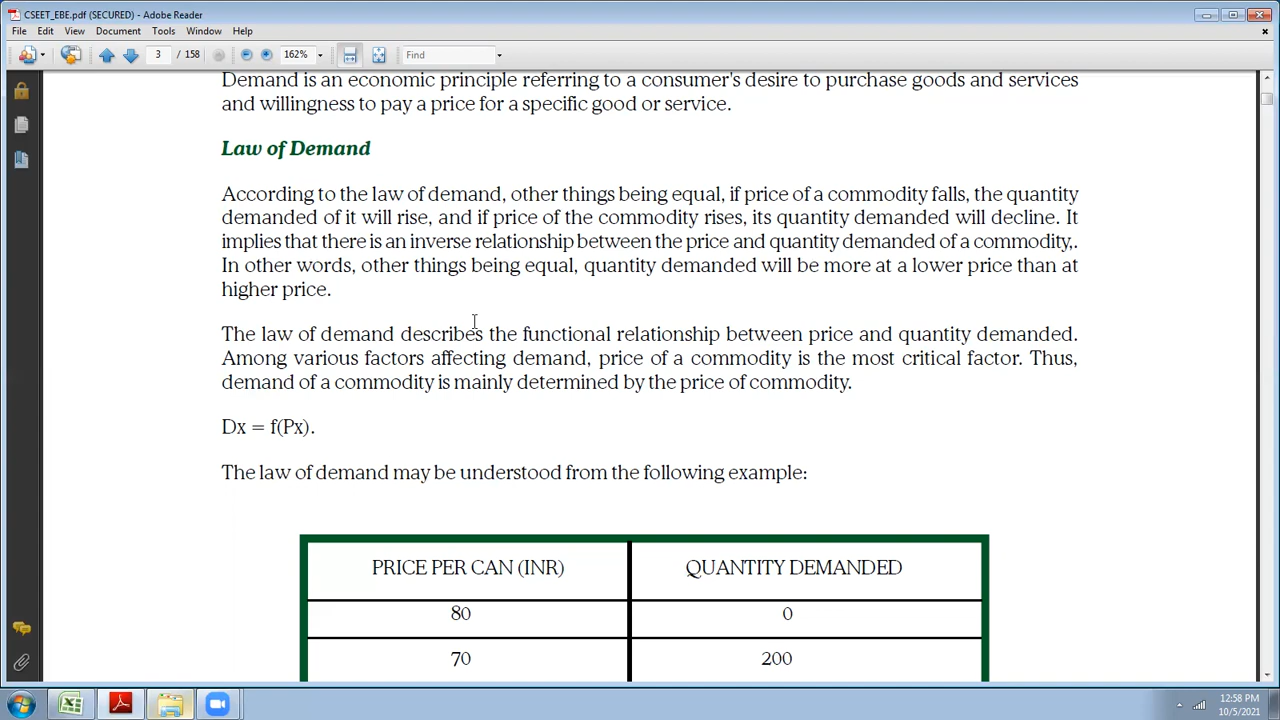 CSEET_EBE.pdf (SECURED) - Adobe Reader
File Edit View Document Tools Window Help
3 / 158 162% Find
Demand is an economic principle referring to a consumer's desire to purchase goods and services
and willingness to pay a price for a specific good or service.
Law of Demand
According to the law of demand, other things being equal, if price of a commodity falls, the quantity
demanded of it will rise, and if price of the commodity rises, its quantity demanded will decline. It
implies that there is an inverse relationship between the price and quantity demanded of a commodity,.
In other words, other things being equal, quantity demanded will be more at a lower price than at
higher price.
The law of demand describes the functional relationship between price and quantity demanded.
Among various factors affecting demand, price of a commodity is the most critical factor. Thus,
demand of a commodity is mainly determined by the price of commodity.
Dx = f(Px).
The law of demand may be understood from the following example:
PRICE PER CAN (INR) QUANTITY DEMANDED
80 0
70 200
12:58 PM
10/5/2021